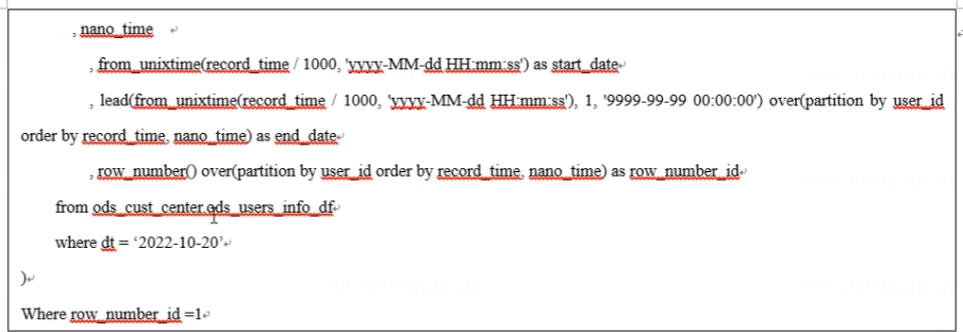 , nano_time
, from_unixtime(record_time / 1000, 'yyyy-MM-dd HH:mm:ss') as start_date
, lead(from_unixtime(record_time / 1000, 'yyyy-MM-dd HH:mm:ss'), 1, '9999-99-99 00:00:00') over(partition by user_id
order by record_time, nano_time) as end_date
, row_number() over(partition by user_id order by record_time, nano_time) as row_number_id
from ods_cust_center.ods_users_info_df
where dt = ‘2022-10-20’
)
Where row_number_id =1